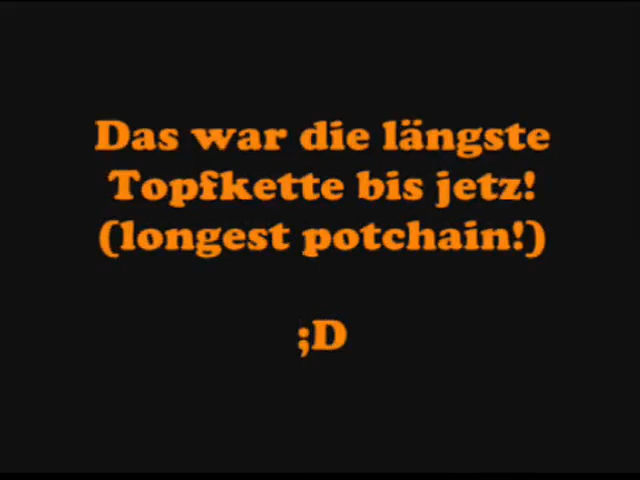 Das war die längste
Topfkette bis jetz!
(longest potchain!)
;D